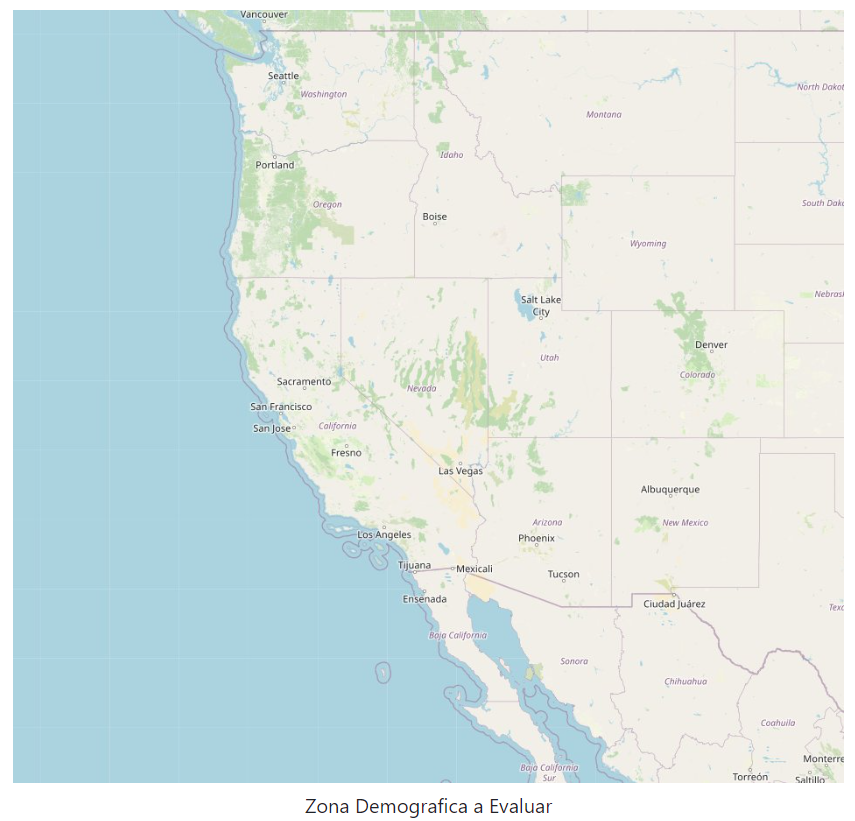 Vancouver
Seattle
Washington
North Dakot
Montana
Portland
Idaho
Oregon
South Dako
Boise
Wyoming
Nebrask
Salt Lake
City
Denver
Utah
Colorado
Sacramento
Nevada
San Francisco
San Jose
California
Fresno
Las Vegas
Albuquerque
Arizona
New Mexico
Los Angeles
Phoenix
Tijuana
Mexicali
Tucson
Ensenada
Ciudad Juárez
Texa
Baja California
Sonora
Chihuahua
Coahuila
Monterre
Baja California
Sur
Torreón
Saltillo
Zona Demografica a Evaluar